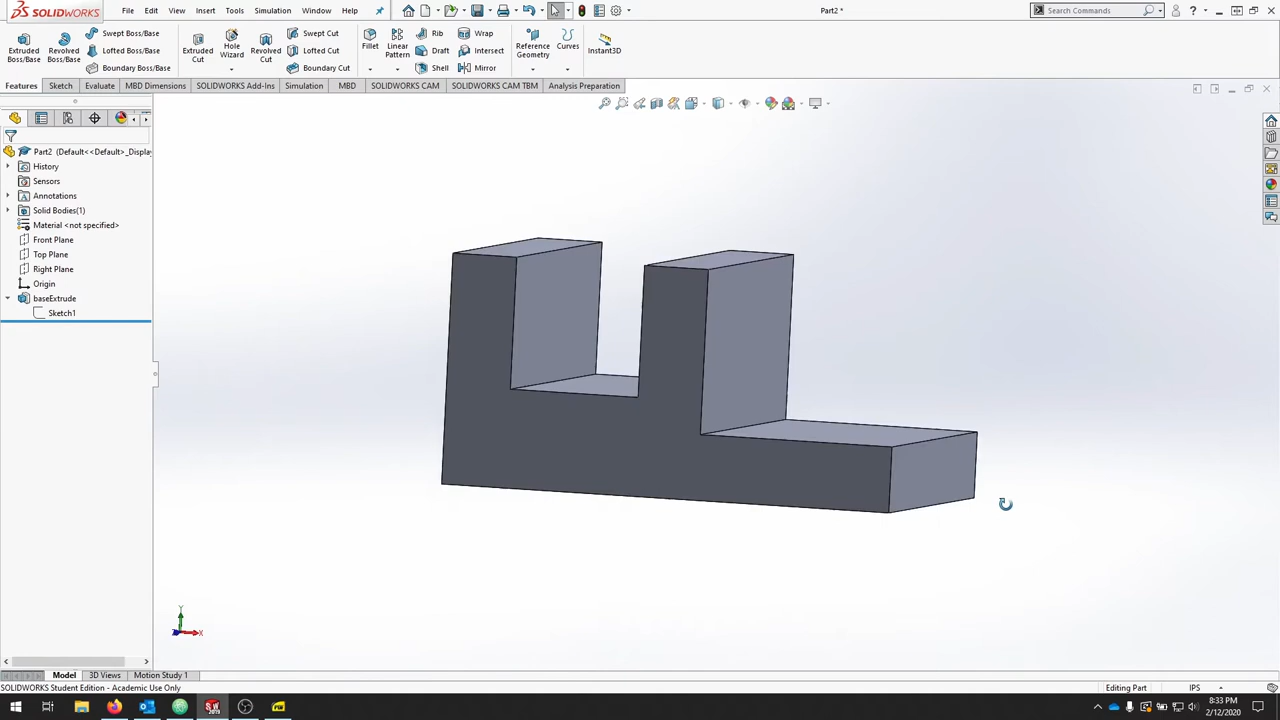 SOLIDWORKS
File Edit View Insert Tools Simulation Window Help
Part2 *
Search Commands
Extruded Boss/Base
Revolved Boss/Base
Swept Boss/Base
Lofted Boss/Base
Boundary Boss/Base
Extruded Cut
Hole Wizard
Revolved Cut
Swept Cut
Lofted Cut
Boundary Cut
Fillet
Linear Pattern
Rib
Draft
Shell
Wrap
Intersect
Mirror
Reference Geometry
Curves
Instant3D
Features Sketch Evaluate MBD Dimensions SOLIDWORKS Add-Ins Simulation MBD SOLIDWORKS CAM SOLIDWORKS CAM TBM Analysis Preparation
Part2 (Default<<Default>_Display
History
Sensors
Annotations
Solid Bodies(1)
Material <not specified>
Front Plane
Top Plane
Right Plane
Origin
baseExtrude
Sketch1
Y
X
Model 3D Views Motion Study 1
SOLIDWORKS Student Edition - Academic Use Only
Editing Part
IPS
8:33 PM
2/12/2020